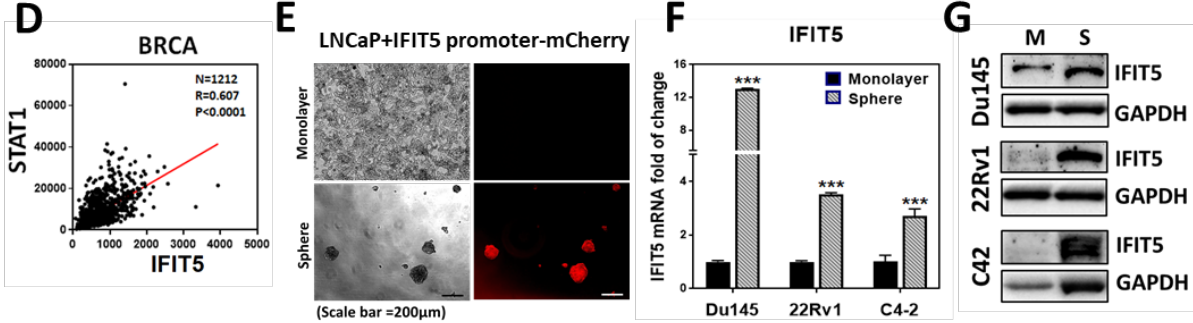 D
BRCA
N=1212
R=0.607
P<0.0001
STAT1
80000
60000
40000
20000
0
0 1000 2000 3000 4000 5000
IFIT5
E
LNCaP+IFIT5 promoter-mCherry
Monolayer
Sphere
(Scale bar =200μm)
F
IFIT5
Monolayer
Sphere
IFIT5 mRNA fold of change
16
12
8
4
2
0
***
***
***
Du145 22Rv1 C4-2
G
M S
Du145
IFIT5
GAPDH
22Rv1
IFIT5
GAPDH
C42
IFIT5
GAPDH